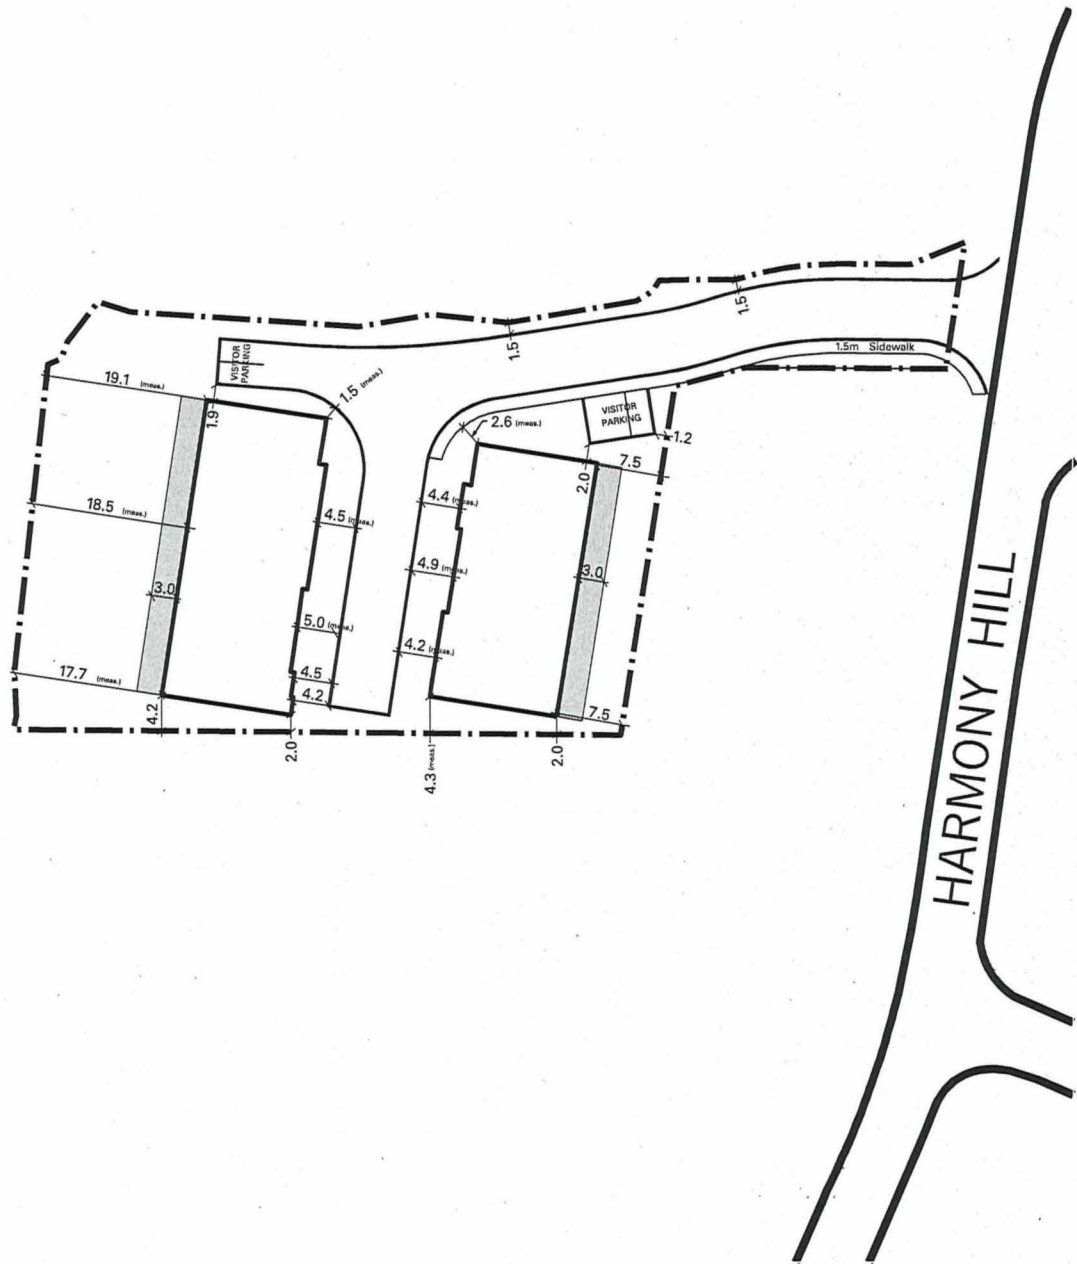 VISITOR
PARKING
19.1 (meas.)
1.9
1.5 (meas.)
1.5
1.5
1.5m Sidewalk
VISITOR
PARKING
2.6 (meas.)
1.2
7.5
2.0
18.5 (meas.)
4.5 (meas.)
4.4 (meas.)
4.9 (meas.)
3.0
3.0
5.0 (meas.)
4.2 (meas.)
17.7 (meas.)
4.5
4.2
4.2
2.0
4.3 (meas.)
2.0
7.5
HARMONY HILL